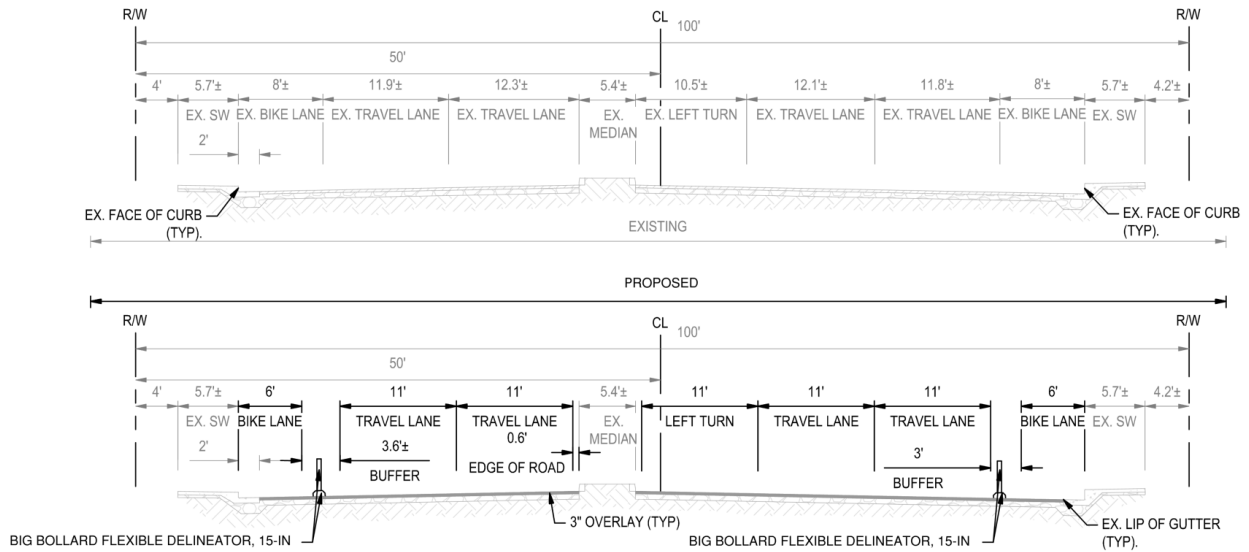 R/W
CL
R/W
100'
50'
4'
5.7'±
8'±
11.9'±
12.3'±
5.4'±
10.5'±
12.1'±
11.8'±
8'±
5.7'±
4.2'±
EX. SW
EX. BIKE LANE
EX. TRAVEL LANE
EX. TRAVEL LANE
EX.
MEDIAN
EX. LEFT TURN
EX. TRAVEL LANE
EX. TRAVEL LANE
EX. BIKE LANE
EX. SW
2'
EX. FACE OF CURB
(TYP).
EX. FACE OF CURB
(TYP).
EXISTING
PROPOSED
R/W
CL
R/W
100'
50'
4'
5.7'±
6'
11'
11'
5.4'±
11'
11'
11'
6'
5.7'±
4.2'±
EX. SW
BIKE LANE
TRAVEL LANE
TRAVEL LANE
EX.
MEDIAN
LEFT TURN
TRAVEL LANE
TRAVEL LANE
BIKE LANE
EX. SW
2'
3.6'±
BUFFER
0.6'
EDGE OF ROAD
3'
BUFFER
3" OVERLAY (TYP)
EX. LIP OF GUTTER
(TYP).
BIG BOLLARD FLEXIBLE DELINEATOR, 15-IN
BIG BOLLARD FLEXIBLE DELINEATOR, 15-IN